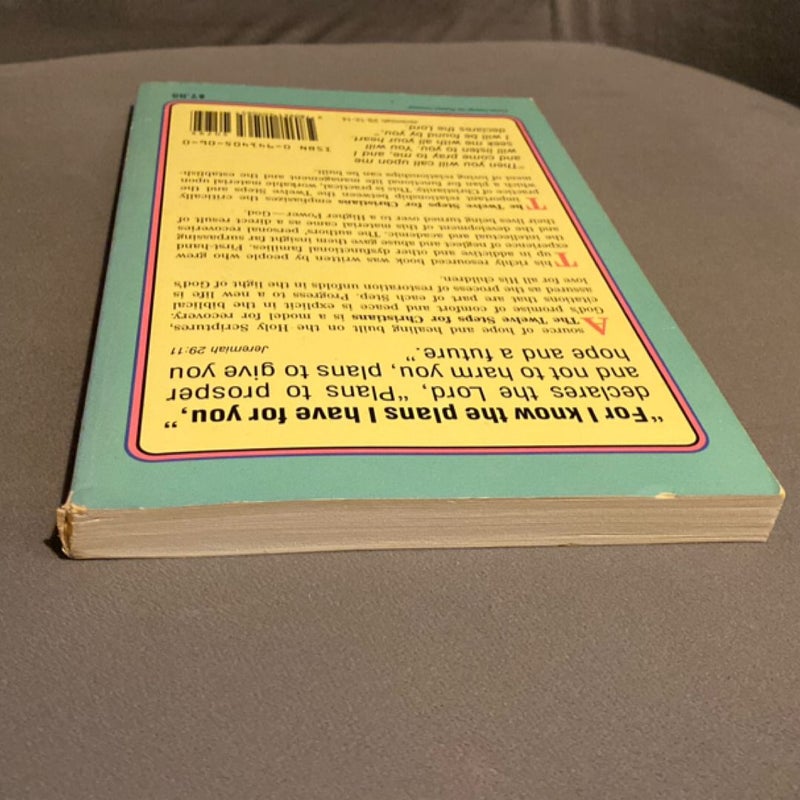 “For I know the plans I have for you,”
declares the Lord, “Plans to prosper
and not to harm you, plans to give you
hope and a future.”
Jeremiah 29:11
A The Twelve Steps for Christians is a model for recovery,
source of hope and healing built on the Holy Scriptures,
God's promise of comfort and peace is explicit in the biblical
citations that are part of each Step. Progress to a new life is
assured as the process of restoration unfolds in the light of God's
love for all His children.
This richly resourced book was written by people who grew
up in addictive and other dysfunctional families. First-hand
experience of neglect and abuse gave them insight far surpassing
the intellectual and academic. The authors' personal recoveries
and the development of this material came as a direct result of
their lives being turned over to a Higher Power—God.
The Twelve Steps for Christians emphasizes the critically
important relationship between the Twelve Steps and the
practice of Christianity. This is practical, workable material upon
which a plan for functional life management and the establish-
ment of loving relationships can be built.
“Then you will call upon me
and come pray to me, and I
will listen to you. You will
seek me with all your heart.
I will be found by you,”
declares the Lord
Jeremiah 29:12-14
ISBN 0-941405-06-0
$7.95